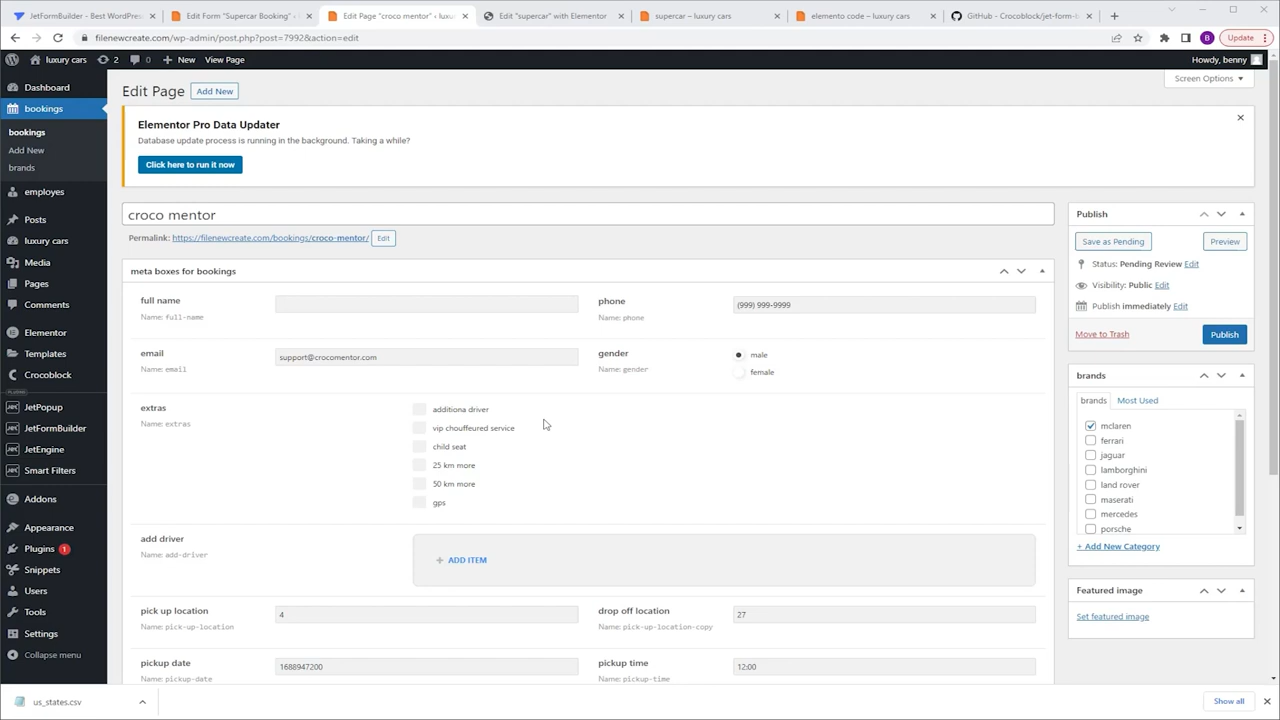 JetFormBuilder - Best WordPress
Edit Form "Supercar Booking" ‹
Edit Page "croco mentor" ‹ luxu
Edit "supercar" with Elementor
supercar – luxury cars
elemento code – luxury cars
GitHub - Crocoblock/jet-form-b
filenewcreate.com/wp-admin/post.php?post=7992&action=edit
B
Update
luxury cars
2
0
New
View Page
Howdy, benny
Dashboard
bookings
bookings
Add New
brands
employes
Posts
luxury cars
Media
Pages
Comments
Elementor
Templates
Crocoblock
JetPopup
JetFormBuilder
JetEngine
Smart Filters
Addons
Appearance
Plugins 1
Snippets
Users
Tools
Settings
Collapse menu
Screen Options
Edit Page
Add New
Elementor Pro Data Updater
Database update process is running in the background. Taking a while?
Click here to run it now
croco mentor
Permalink: https://filenewcreate.com/bookings/croco-mentor/ Edit
meta boxes for bookings
full name
Name: full-name
phone
Name: phone
(999) 999-9999
email
Name: email
support@crocomentor.com
gender
Name: gender
male
female
extras
Name: extras
additiona driver
vip chouffeured service
child seat
25 km more
50 km more
gps
add driver
Name: add-driver
+ ADD ITEM
pick up location
Name: pick-up-location
4
drop off location
Name: pick-up-location-copy
27
pickup date
Name: pickup-date
1688947200
pickup time
Name: pickup-time
12:00
Publish
Save as Pending
Preview
Status: Pending Review Edit
Visibility: Public Edit
Publish immediately Edit
Move to Trash
Publish
brands
brands
Most Used
mclaren
ferrari
jaguar
lamborghini
land rover
maserati
mercedes
porsche
+ Add New Category
Featured image
Set featured image
us_states.csv
Show all